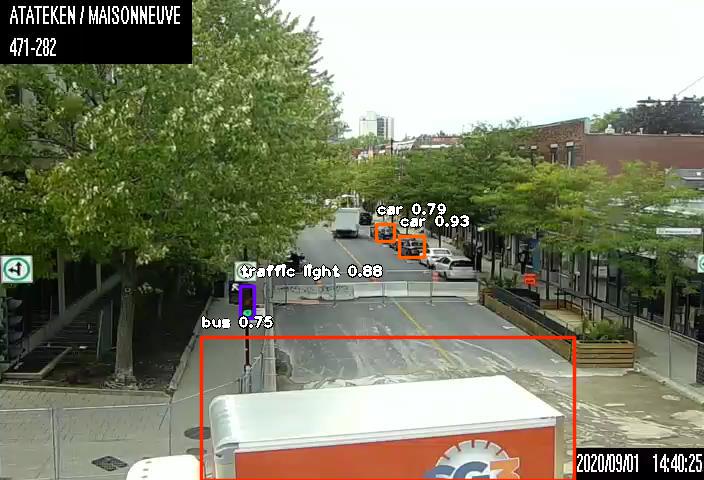 ATATEKEN / MAISONNEUVE
471-282
car 0.79
car 0.93
traffic light 0.88
bus 0.75
2020/09/01 14:40:25